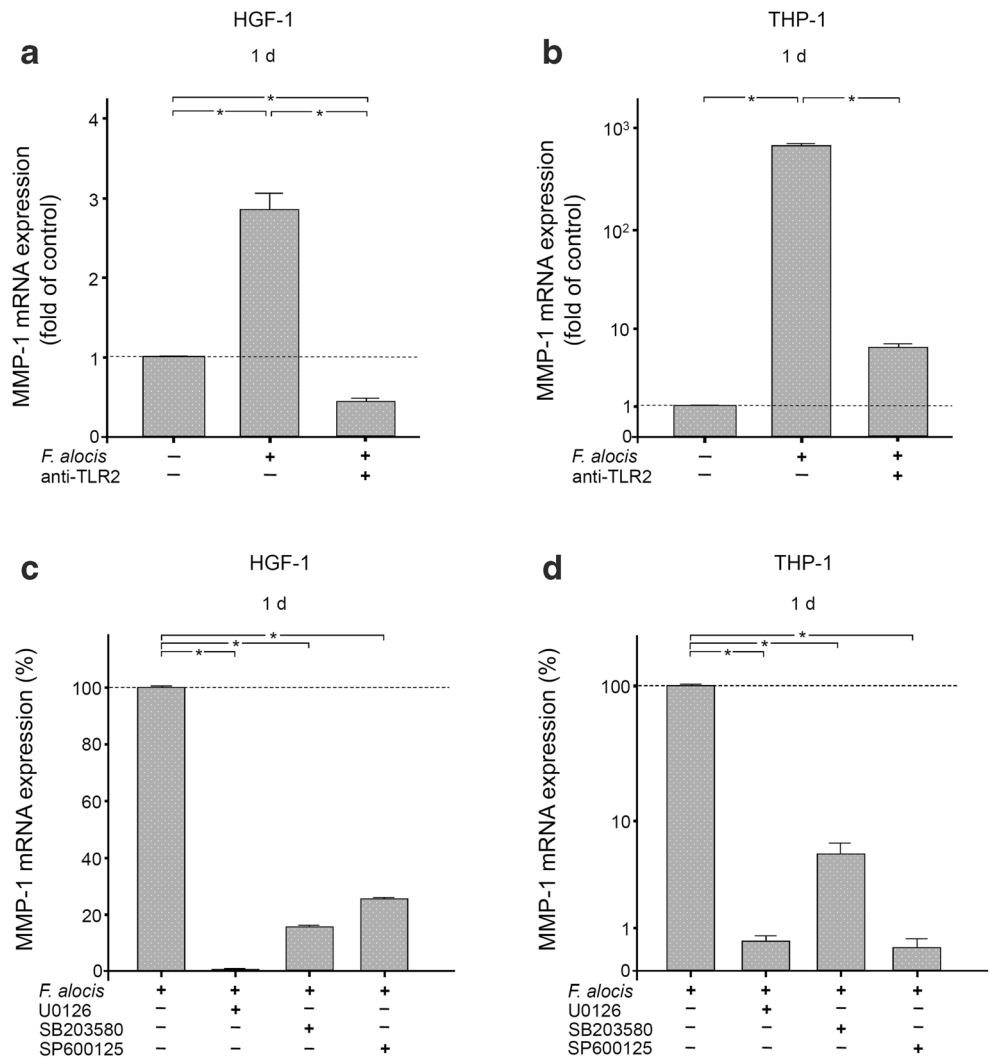 a
HGF-1
1 d
MMP-1 mRNA expression
(fold of control)
4
3
2
1
0
* * *
F. alocis – + +
anti-TLR2 – – +
b
THP-1
1 d
MMP-1 mRNA expression
(fold of control)
10³
10²
10
1
0
* *
F. alocis – + +
anti-TLR2 – – +
c
HGF-1
1 d
MMP-1 mRNA expression (%)
100
80
60
40
20
0
* * *
F. alocis + + + +
U0126 – + – –
SB203580 – – + –
SP600125 – – – +
d
THP-1
1 d
MMP-1 mRNA expression (%)
100
10
1
0
* * *
F. alocis + + + +
U0126 – + – –
SB203580 – – + –
SP600125 – – – +